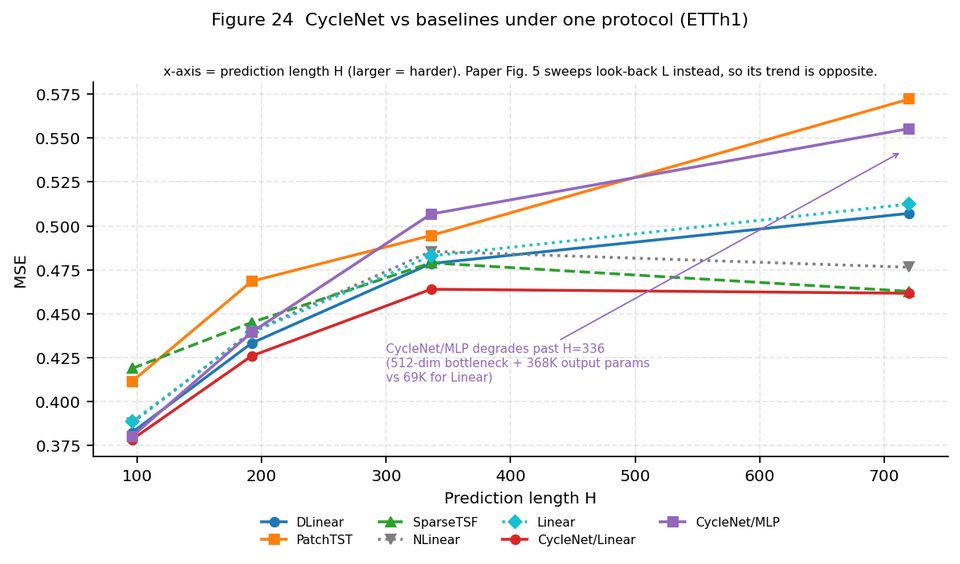 Figure 24  CycleNet vs baselines under one protocol (ETTh1)
x-axis = prediction length H (larger = harder). Paper Fig. 5 sweeps look-back L instead, so its trend is opposite.
MSE
0.575
0.550
0.525
0.500
0.475
0.450
0.425
0.400
0.375
CycleNet/MLP degrades past H=336
(512-dim bottleneck + 368K output params
vs 69K for Linear)
100 200 300 400 500 600 700
Prediction length H
DLinear SparseTSF Linear CycleNet/MLP
PatchTST NLinear CycleNet/Linear